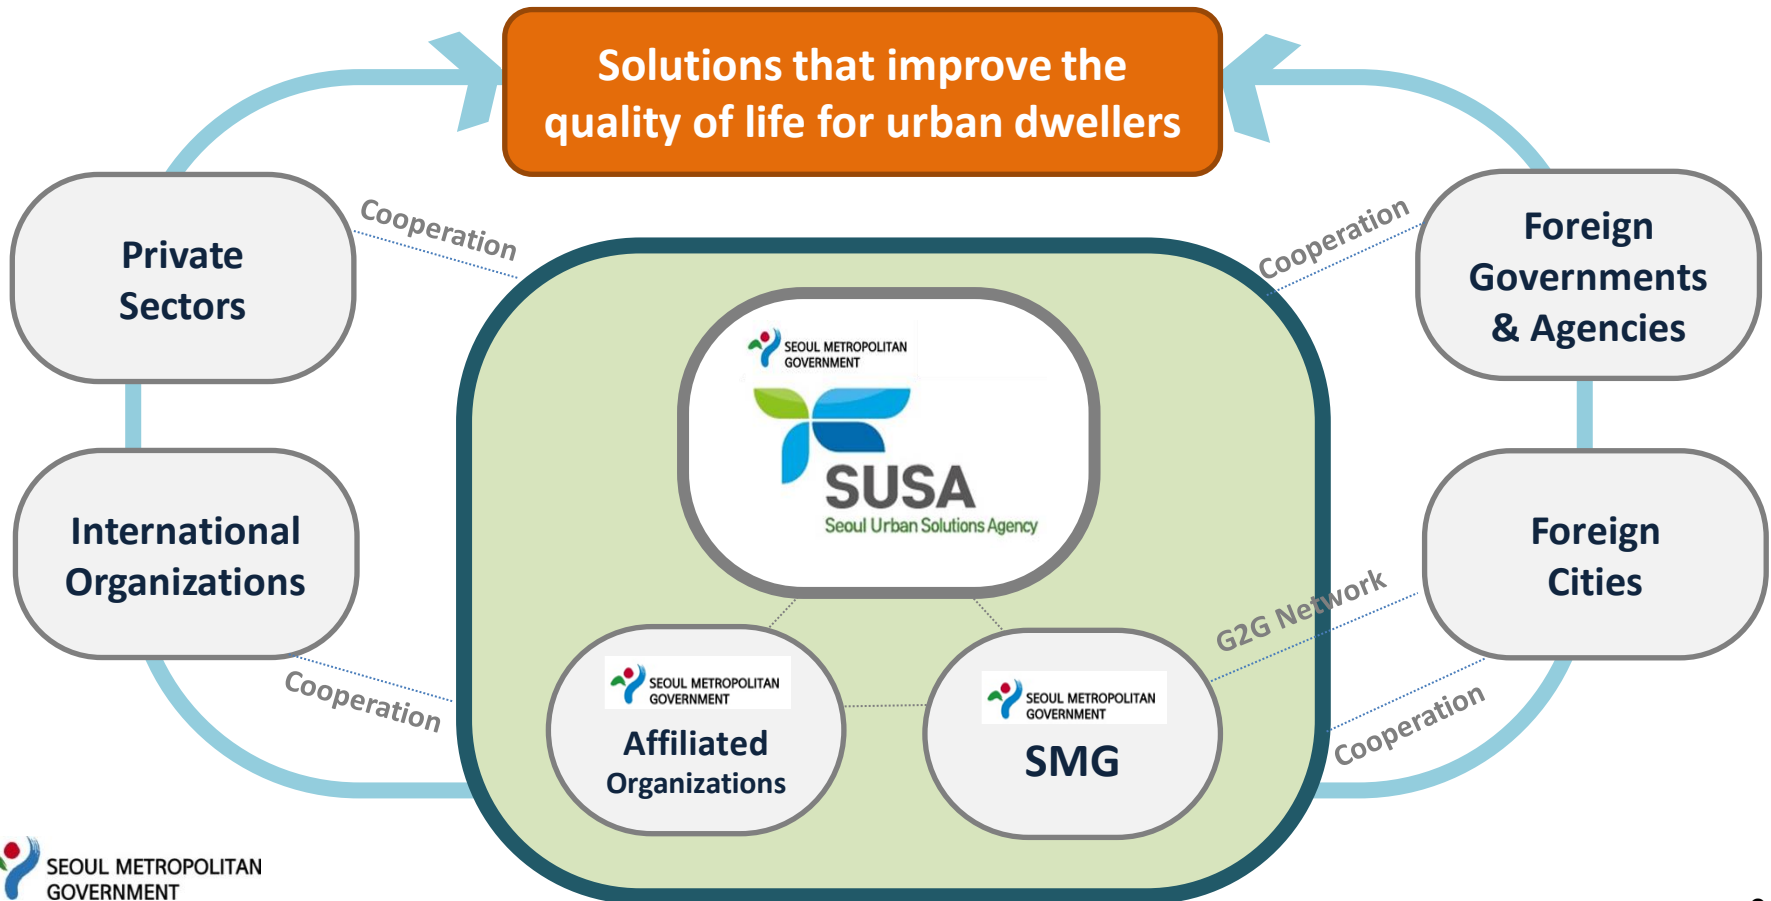 Solutions that improve the
quality of life for urban dwellers
Private
Sectors
Cooperation
Cooperation
Foreign
Governments
& Agencies
SEOUL METROPOLITAN
GOVERNMENT
SUSA
Seoul Urban Solutions Agency
International
Organizations
Foreign
Cities
G2G Network
Cooperation
SEOUL METROPOLITAN
GOVERNMENT
Affiliated
Organizations
SEOUL METROPOLITAN
GOVERNMENT
SMG
Cooperation
SEOUL METROPOLITAN
GOVERNMENT